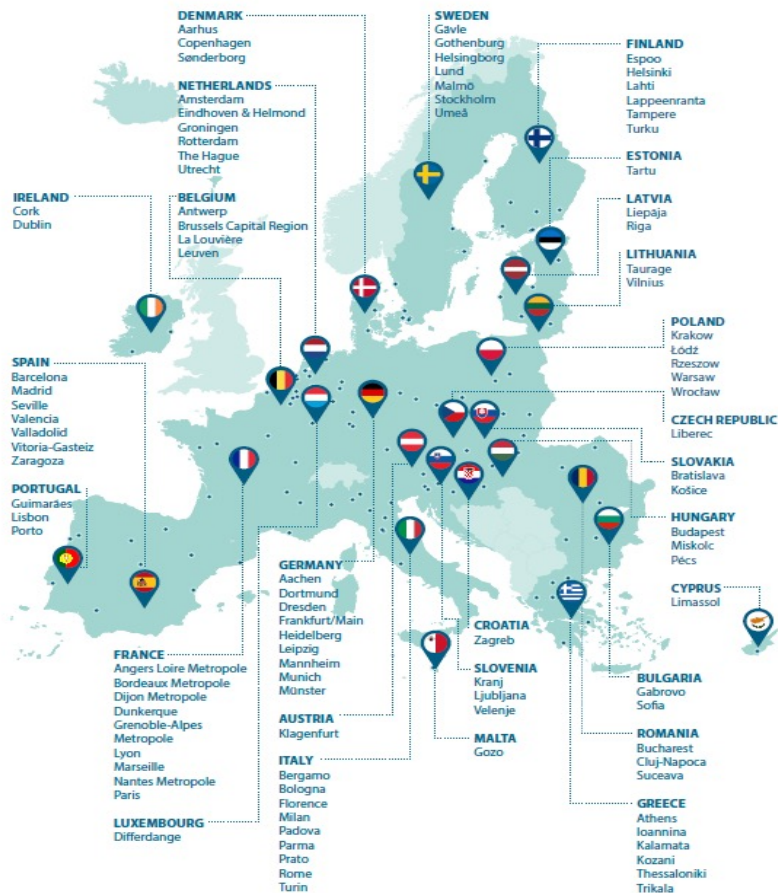 DENMARK
Aarhus
Copenhagen
Sønderborg
SWEDEN
Gävle
Gothenburg
Helsingborg
Lund
Malmö
Stockholm
Umeå
FINLAND
Espoo
Helsinki
Lahti
Lappeenranta
Tampere
Turku
NETHERLANDS
Amsterdam
Eindhoven & Helmond
Groningen
Rotterdam
The Hague
Utrecht
ESTONIA
Tartu
IRELAND
Cork
Dublin
BELGIUM
Antwerp
Brussels Capital Region
La Louvière
Leuven
LATVIA
Liepāja
Riga
LITHUANIA
Taurage
Vilnius
POLAND
Krakow
Łódź
Rzeszow
Warsaw
Wrocław
SPAIN
Barcelona
Madrid
Seville
Valencia
Valladolid
Vitoria-Gasteiz
Zaragoza
CZECH REPUBLIC
Liberec
SLOVAKIA
Bratislava
Košice
PORTUGAL
Guimarães
Lisbon
Porto
HUNGARY
Budapest
Miskolc
Pécs
GERMANY
Aachen
Dortmund
Dresden
Frankfurt/Main
Heidelberg
Leipzig
Mannheim
Munich
Münster
CYPRUS
Limassol
CROATIA
Zagreb
FRANCE
Angers Loire Metropole
Bordeaux Metropole
Dijon Metropole
Dunkerque
Grenoble-Alpes
Metropole
Lyon
Marseille
Nantes Metropole
Paris
SLOVENIA
Kranj
Ljubljana
Velenje
BULGARIA
Gabrovo
Sofia
AUSTRIA
Klagenfurt
MALTA
Gozo
ROMANIA
Bucharest
Cluj-Napoca
Suceava
ITALY
Bergamo
Bologna
Florence
Milan
Padova
Parma
Prato
Rome
Turin
LUXEMBOURG
Differdange
GREECE
Athens
Ioannina
Kalamata
Kozani
Thessaloniki
Trikala